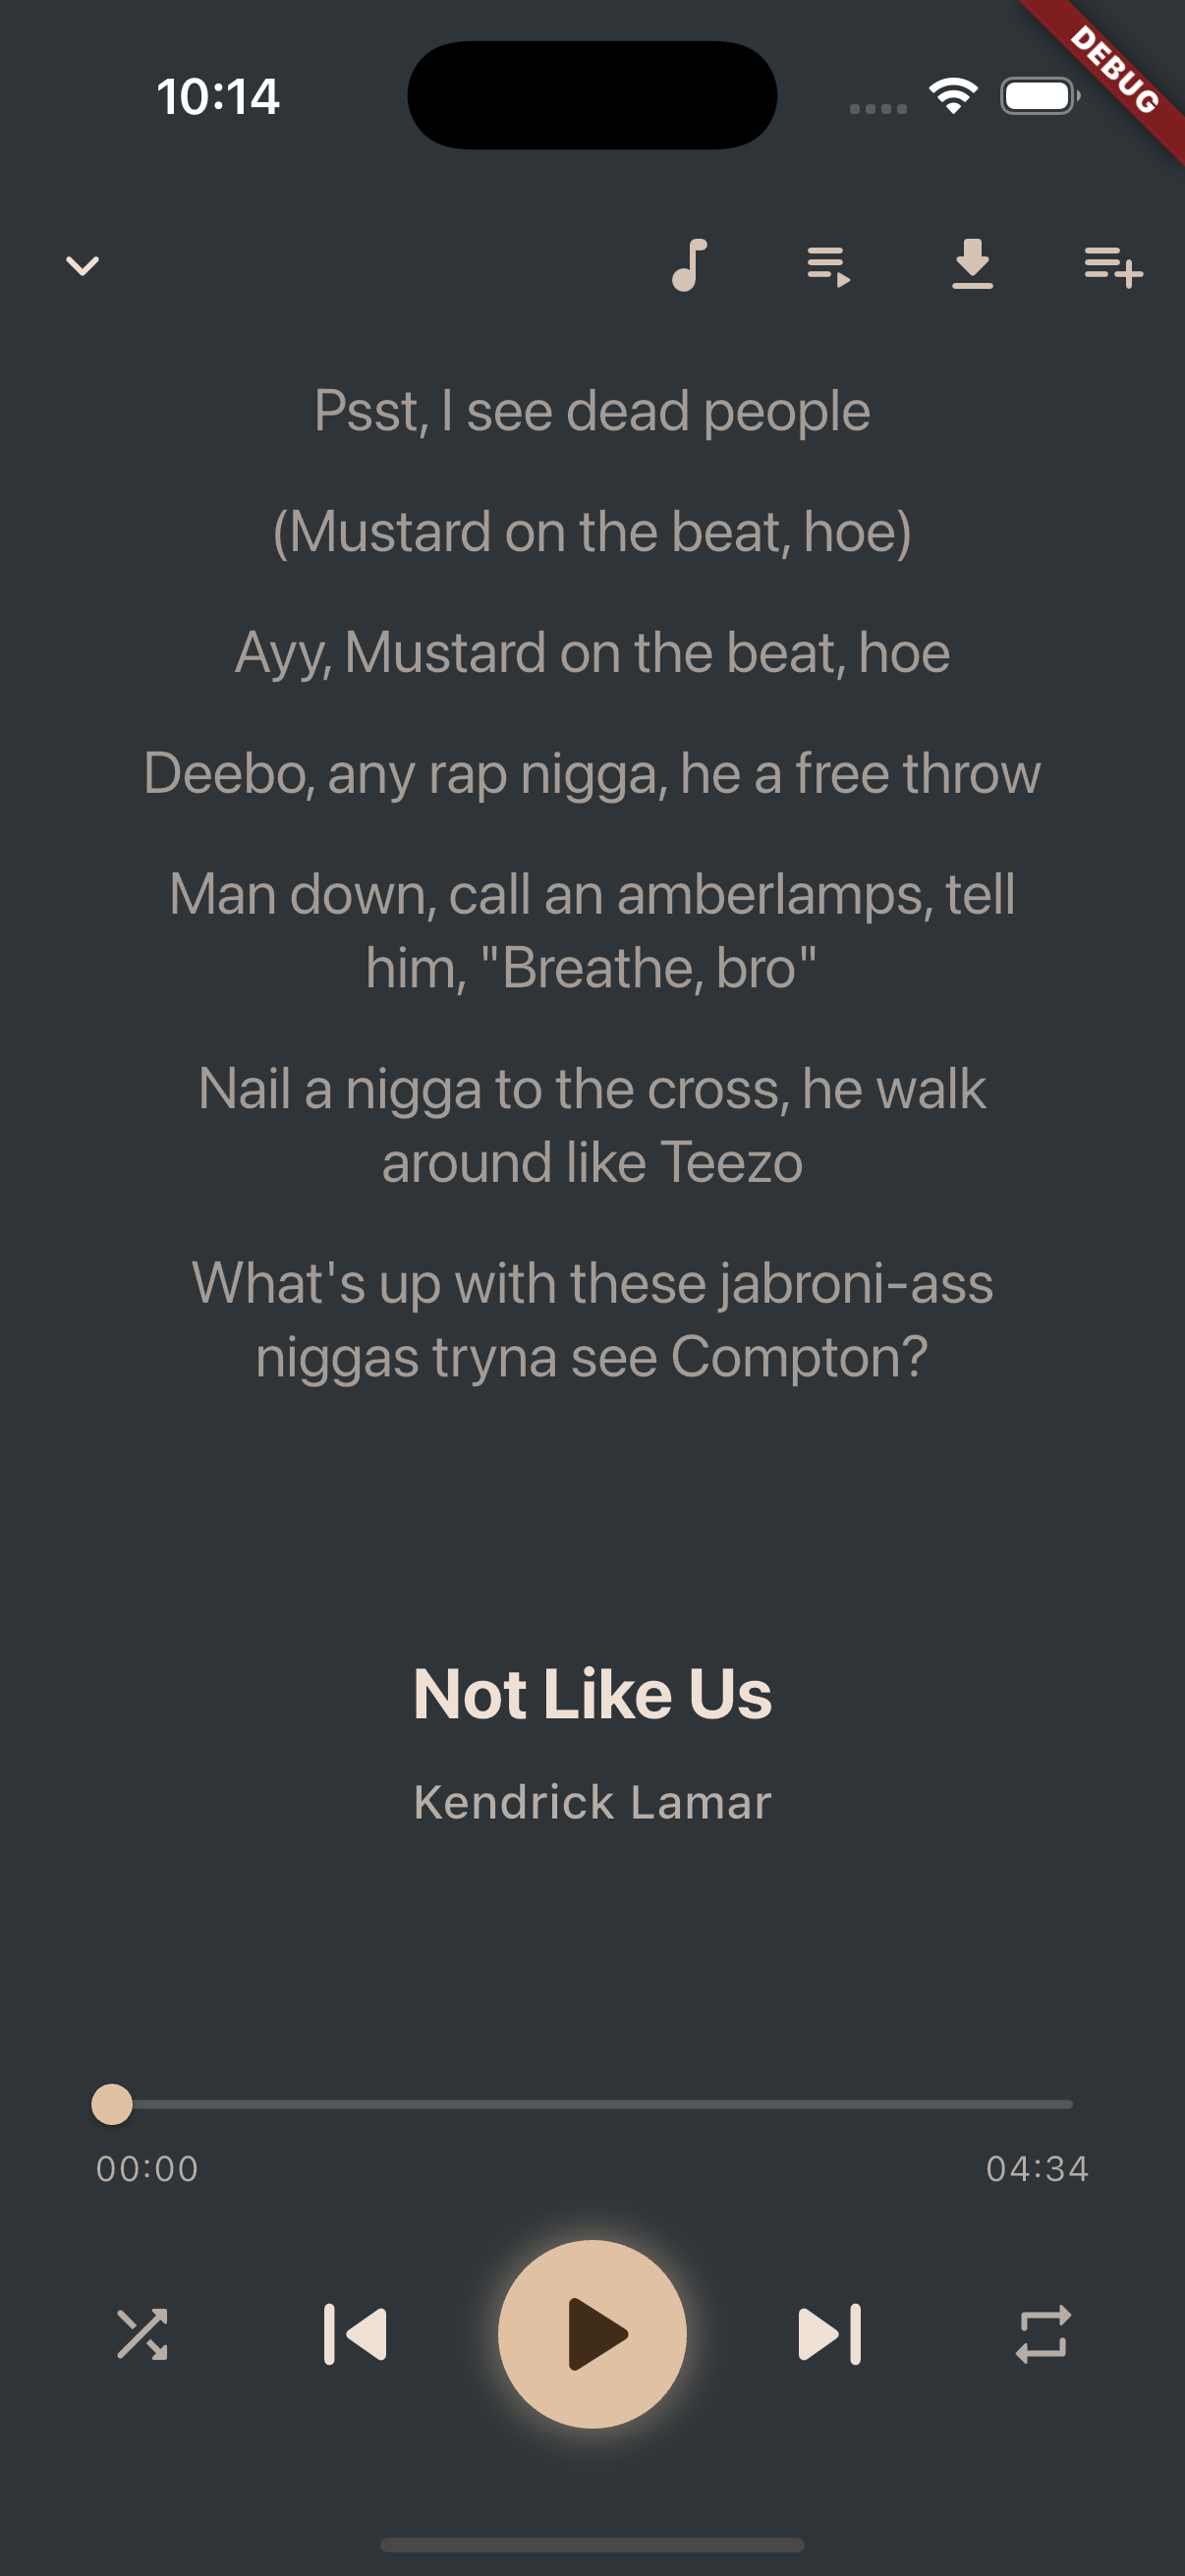 10:14
DEBUG
Psst, I see dead people
(Mustard on the beat, hoe)
Ayy, Mustard on the beat, hoe
Deebo, any rap nigga, he a free throw
Man down, call an amberlamps, tell
him, "Breathe, bro"
Nail a nigga to the cross, he walk
around like Teezo
What's up with these jabroni-ass
niggas tryna see Compton?
Not Like Us
Kendrick Lamar
00:00
04:34